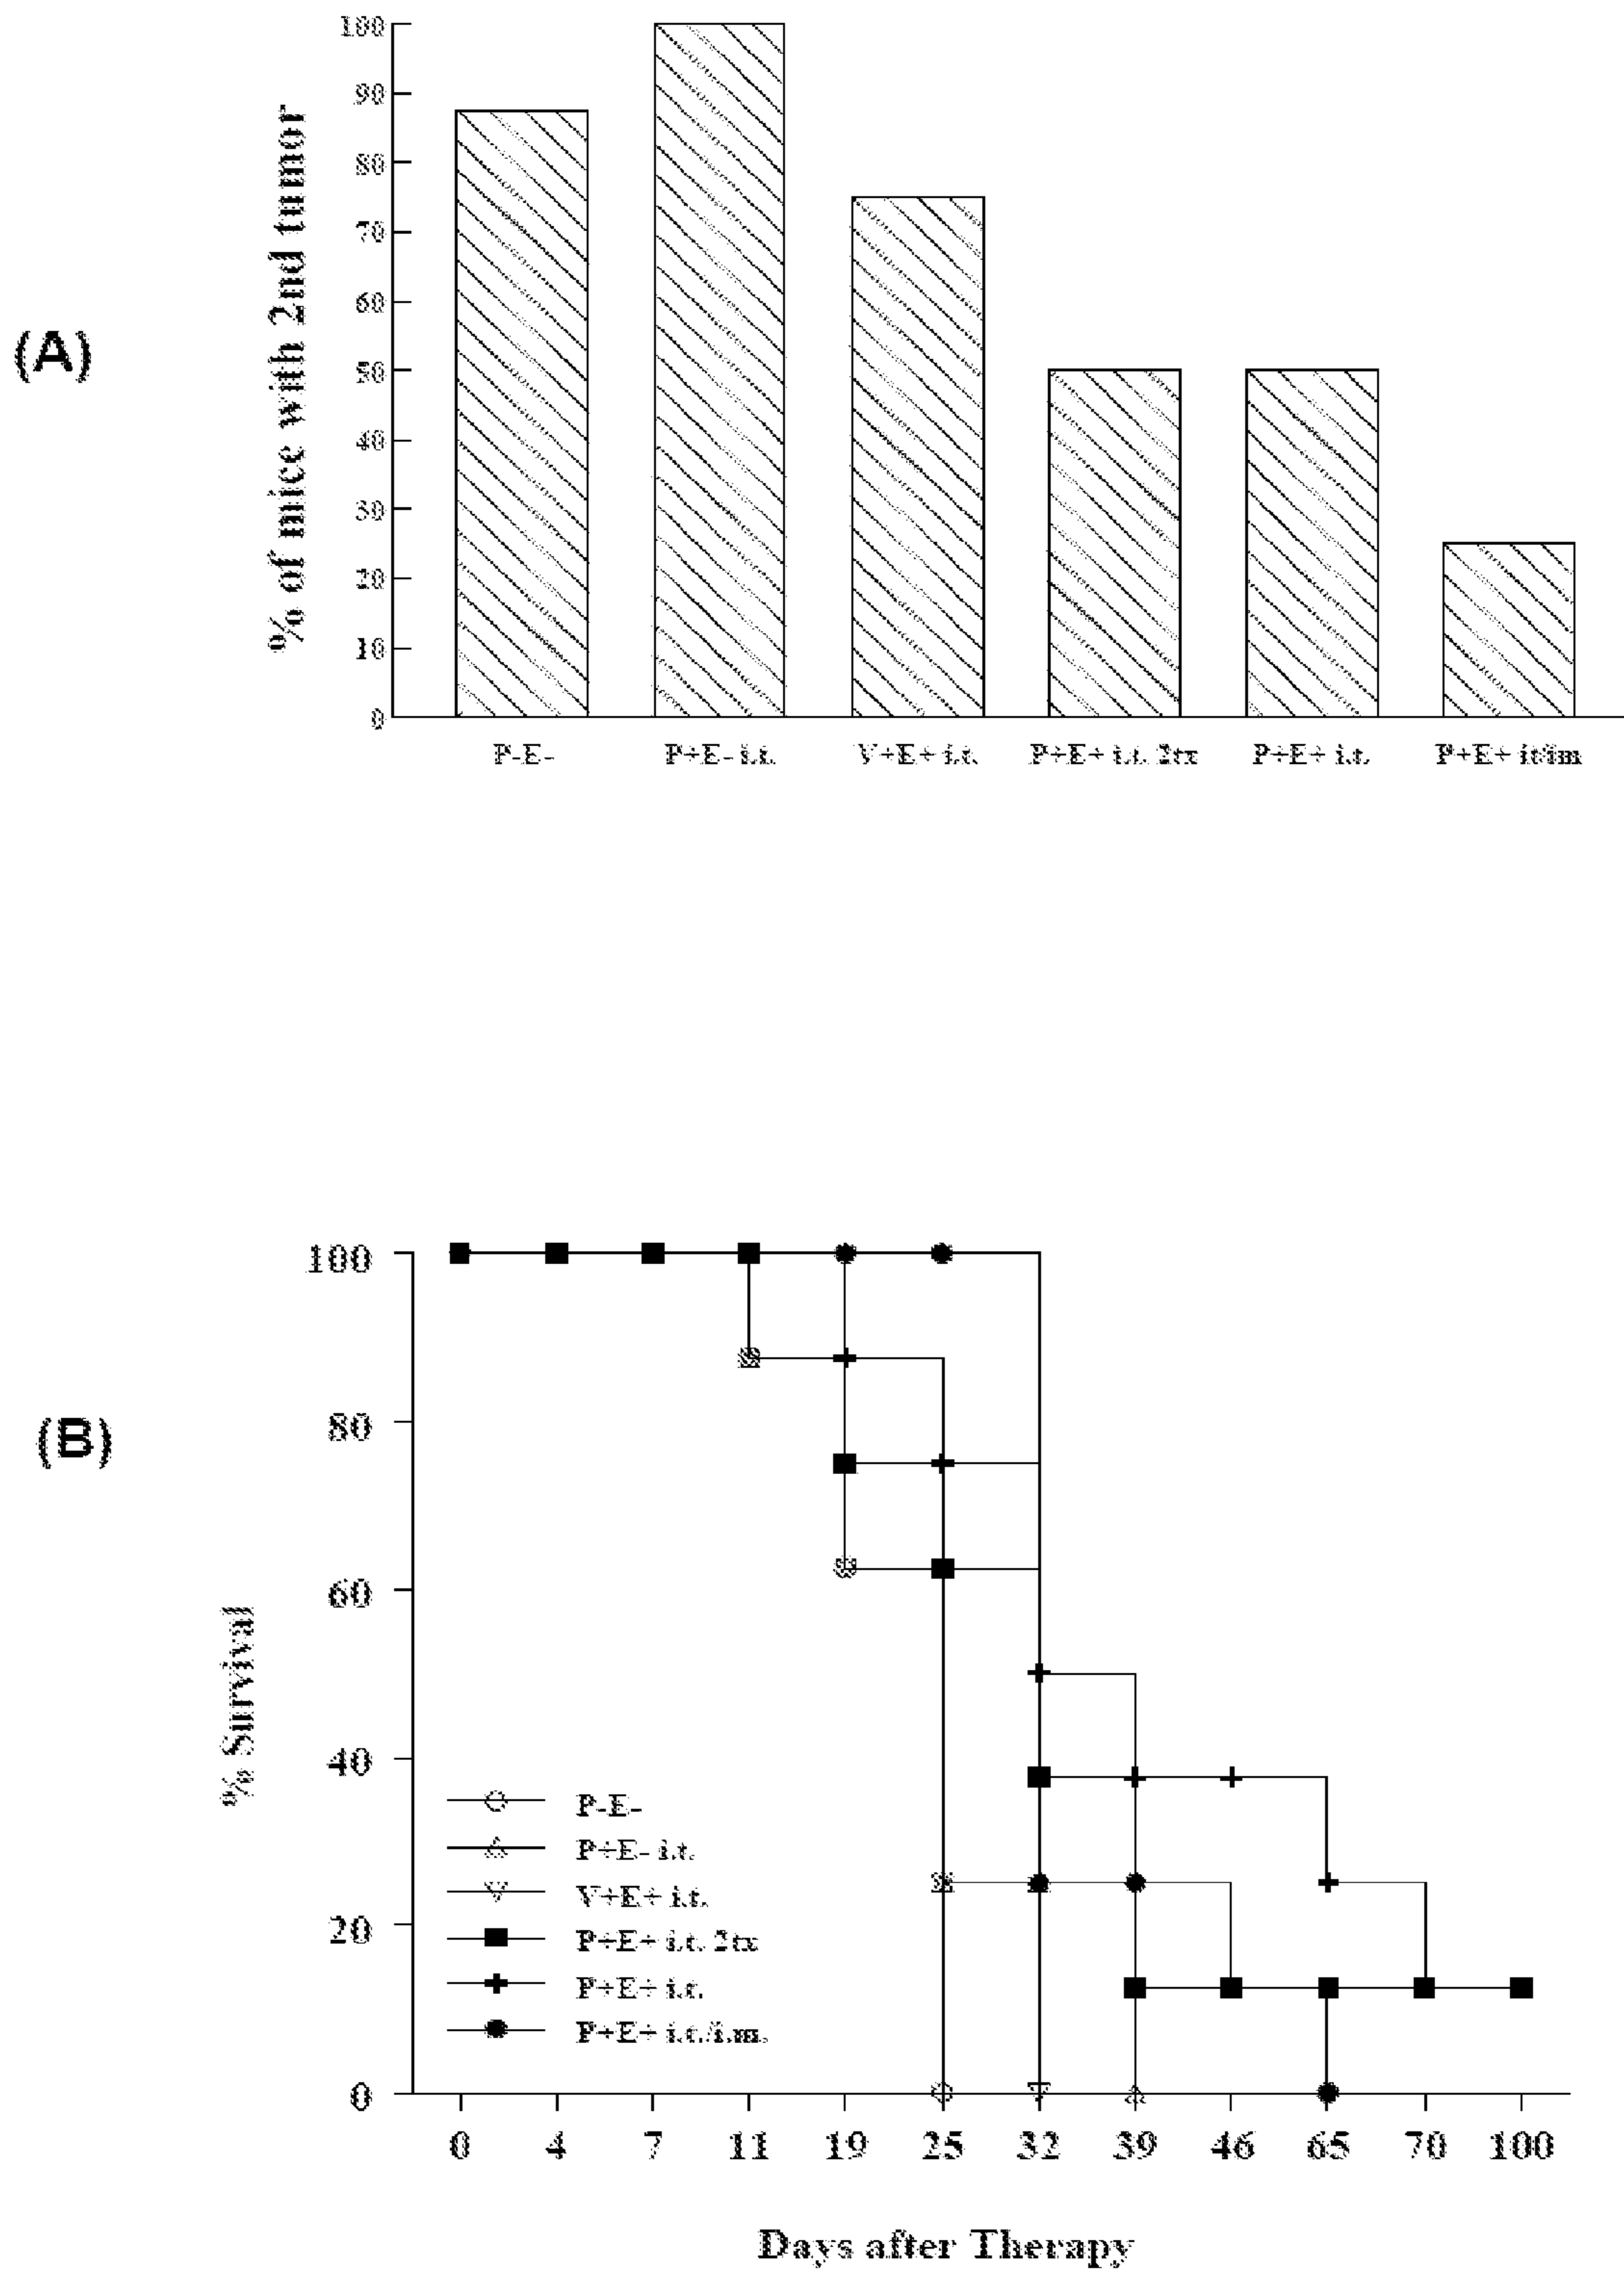 (A)
% of mice with 2nd tumor
100
90
80
70
60
50
40
30
20
10
0
P-E-
P+E- i.t.
V+E+ i.t.
P+E+ i.t. 2tx
P+E+ i.t.
P+E+ it/im
(B)
% Survival
100
80
60
40
20
0
P-E-
P+E- i.t.
V+E+ i.t.
P+E+ i.t. 2tx
P+E+ i.t.
P+E+ i.t./i.m.
0 4 7 11 19 25 32 39 46 65 70 100
Days after Therapy